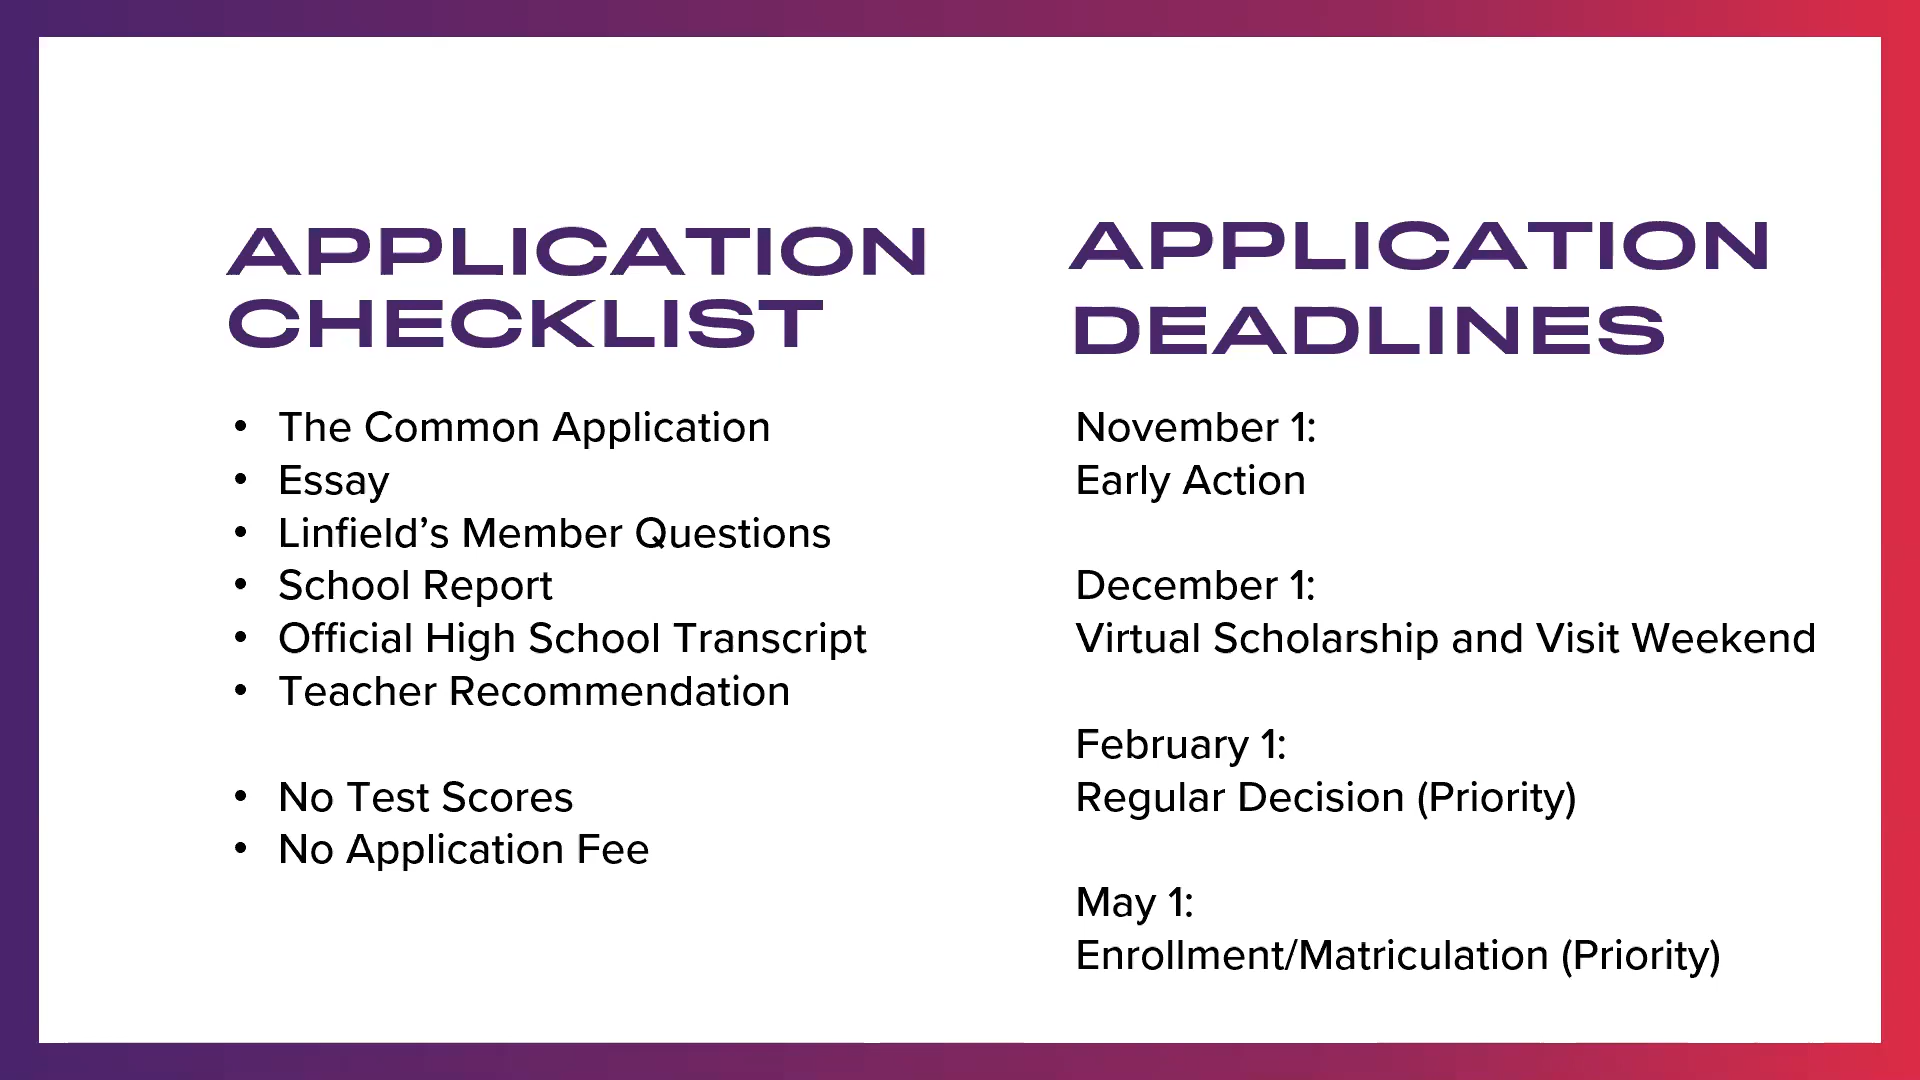 APPLICATION
CHECKLIST
• The Common Application
• Essay
• Linfield’s Member Questions
• School Report
• Official High School Transcript
• Teacher Recommendation
• No Test Scores
• No Application Fee
APPLICATION
DEADLINES
November 1:
Early Action
December 1:
Virtual Scholarship and Visit Weekend
February 1:
Regular Decision (Priority)
May 1:
Enrollment/Matriculation (Priority)